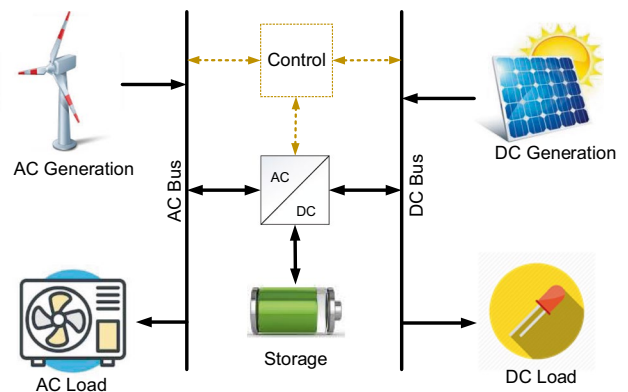 Control
AC Generation
DC Generation
AC Bus
AC
DC
DC Bus
Storage
AC Load
DC Load